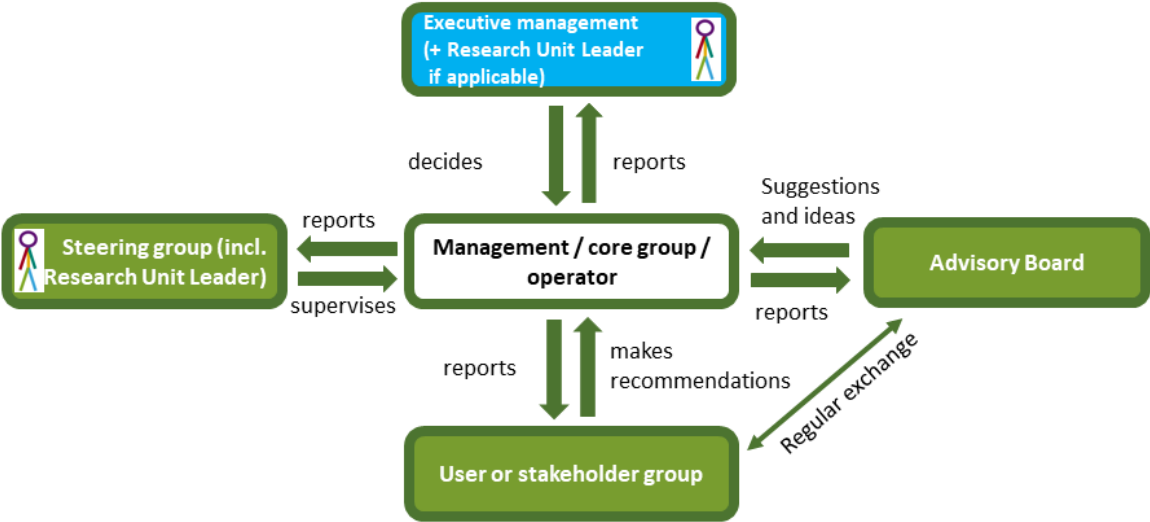 Executive management
(+ Research Unit Leader
if applicable)
decides
reports
Suggestions
and ideas
reports
Steering group (incl.
Research Unit Leader)
supervises
Management / core group /
operator
Advisory Board
reports
reports
makes
recommendations
Regular exchange
User or stakeholder group